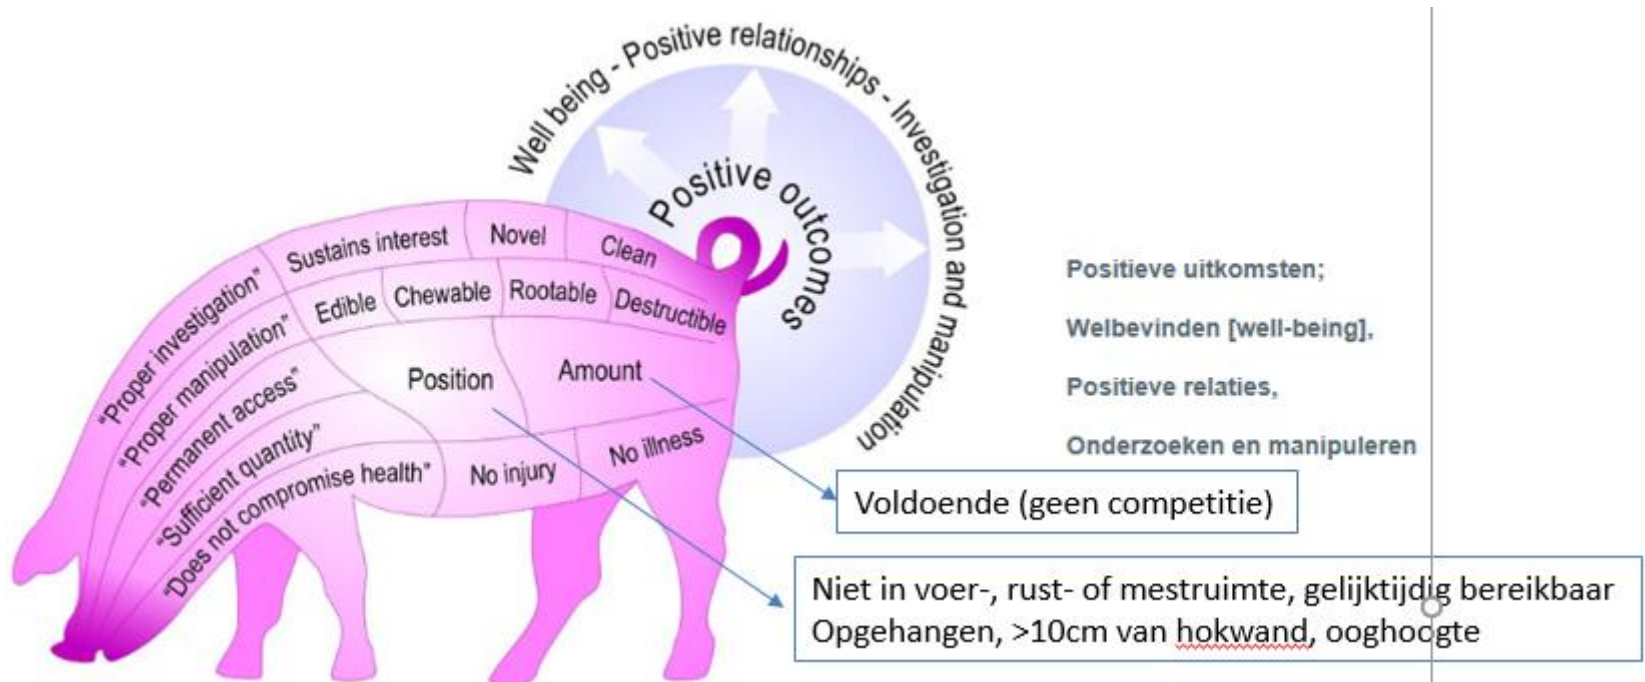 Well being - Positive relationships - Investigation and manipulation
Positive outcomes
"Proper investigation"
Sustains interest
Novel
Clean
"Proper manipulation"
Edible
Chewable
Rootable
Destructible
"Permanent access"
Position
Amount
"Sufficient quantity"
"Does not compromise health"
No injury
No illness
Positieve uitkomsten;
Welbevinden [well-being],
Positieve relaties,
Onderzoeken en manipuleren
Voldoende (geen competitie)
Niet in voer-, rust- of mestruimte, gelijktijdig bereikbaar
Opgehangen, >10cm van hokwand, ooghoogte